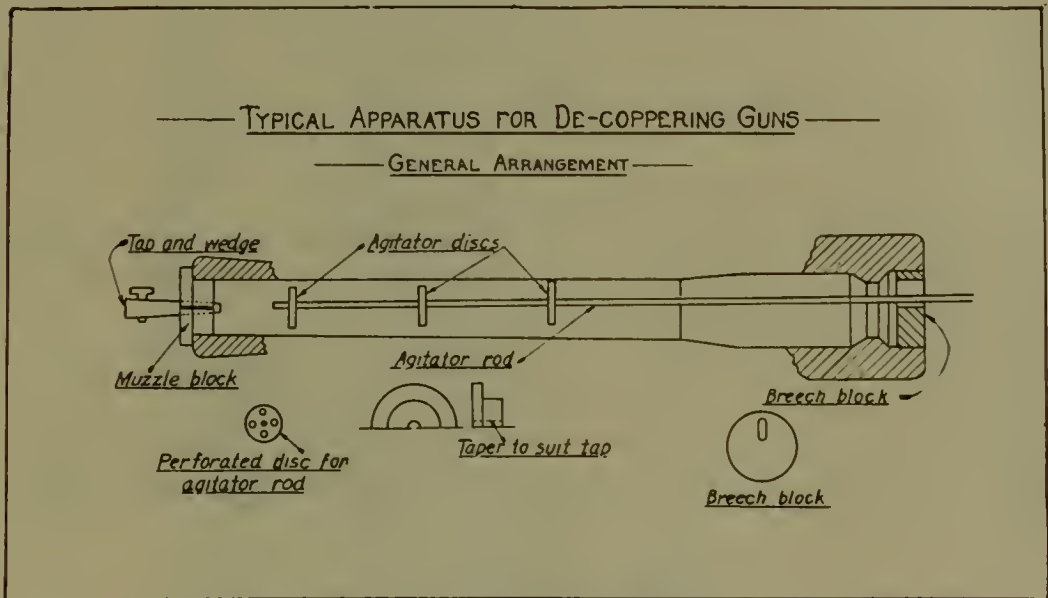 TYPICAL APPARATUS FOR DE-COPPERING GUNS
GENERAL ARRANGEMENT
Tap and wedge
Agitator discs
Agitator rod
Muzzle block
Breech block
Perforated disc for
agitator rod
Taper to suit tap
Breech block